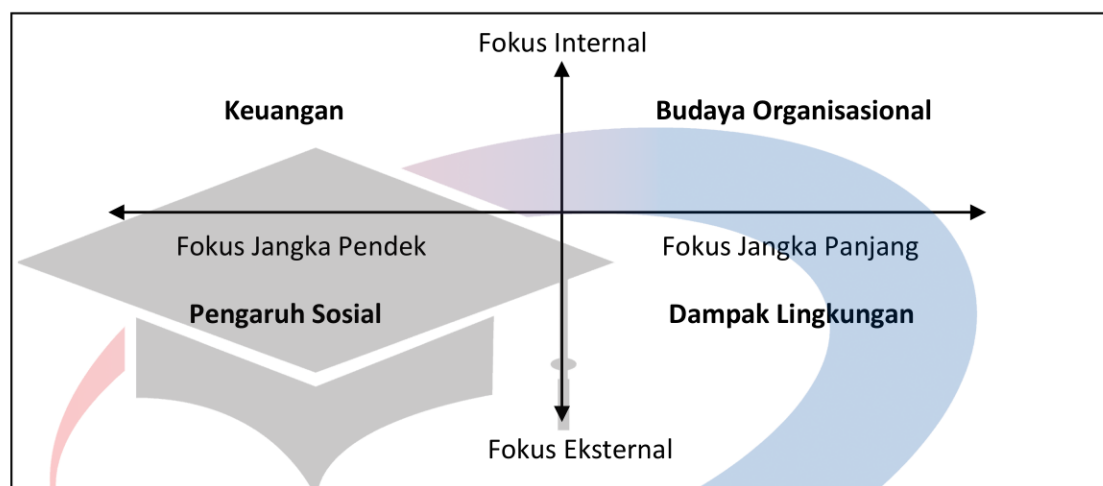 Fokus Internal
Keuangan
Budaya Organisasional
Fokus Jangka Pendek
Fokus Jangka Panjang
Pengaruh Sosial
Dampak Lingkungan
Fokus Eksternal